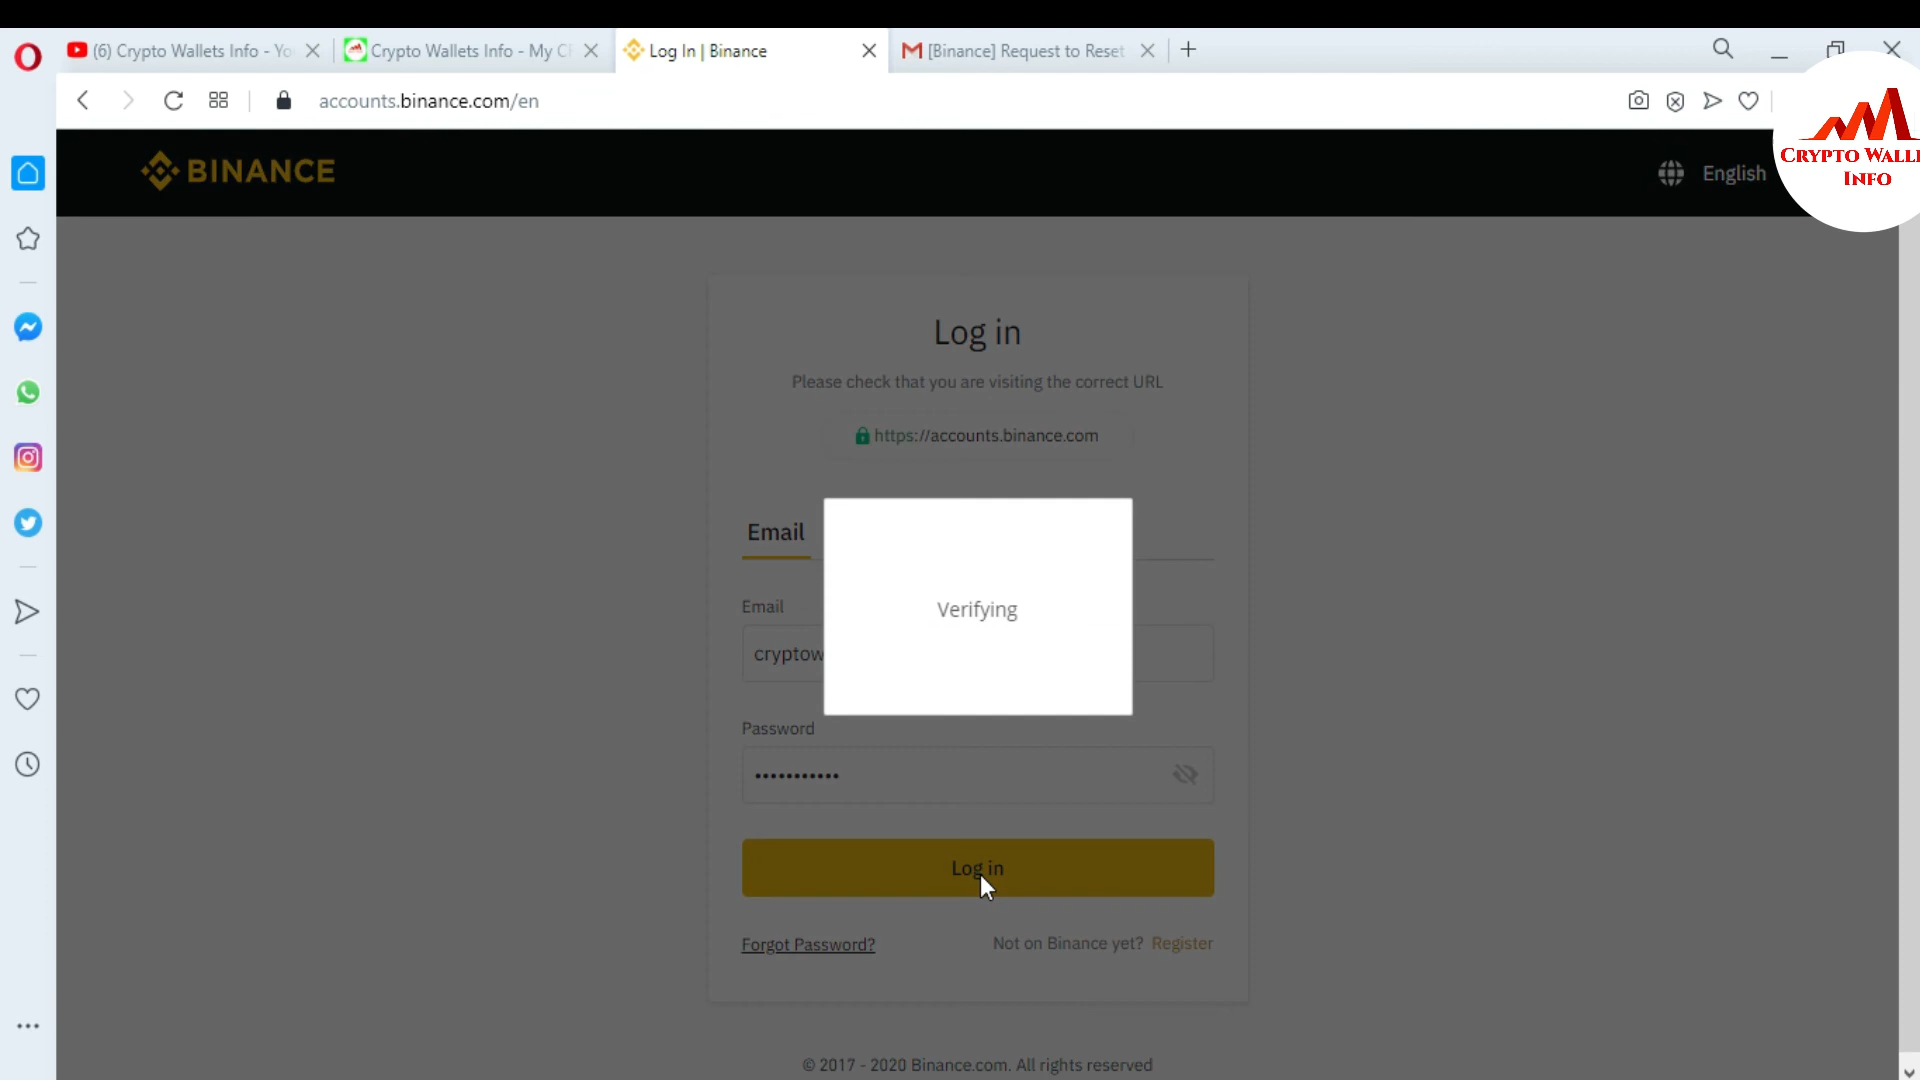 (6) Crypto Wallets Info - Yo
Crypto Wallets Info - My C
Log In | Binance
[Binance] Request to Reset
accounts.binance.com/en
CRYPTO WALLE
INFO
BINANCE
English
Log in
Please check that you are visiting the correct URL
https://accounts.binance.com
Email
Verifying
Email
cryptow
Password
•••••••••••
Log in
Forgot Password?
Not on Binance yet? Register
© 2017 - 2020 Binance.com. All rights reserved